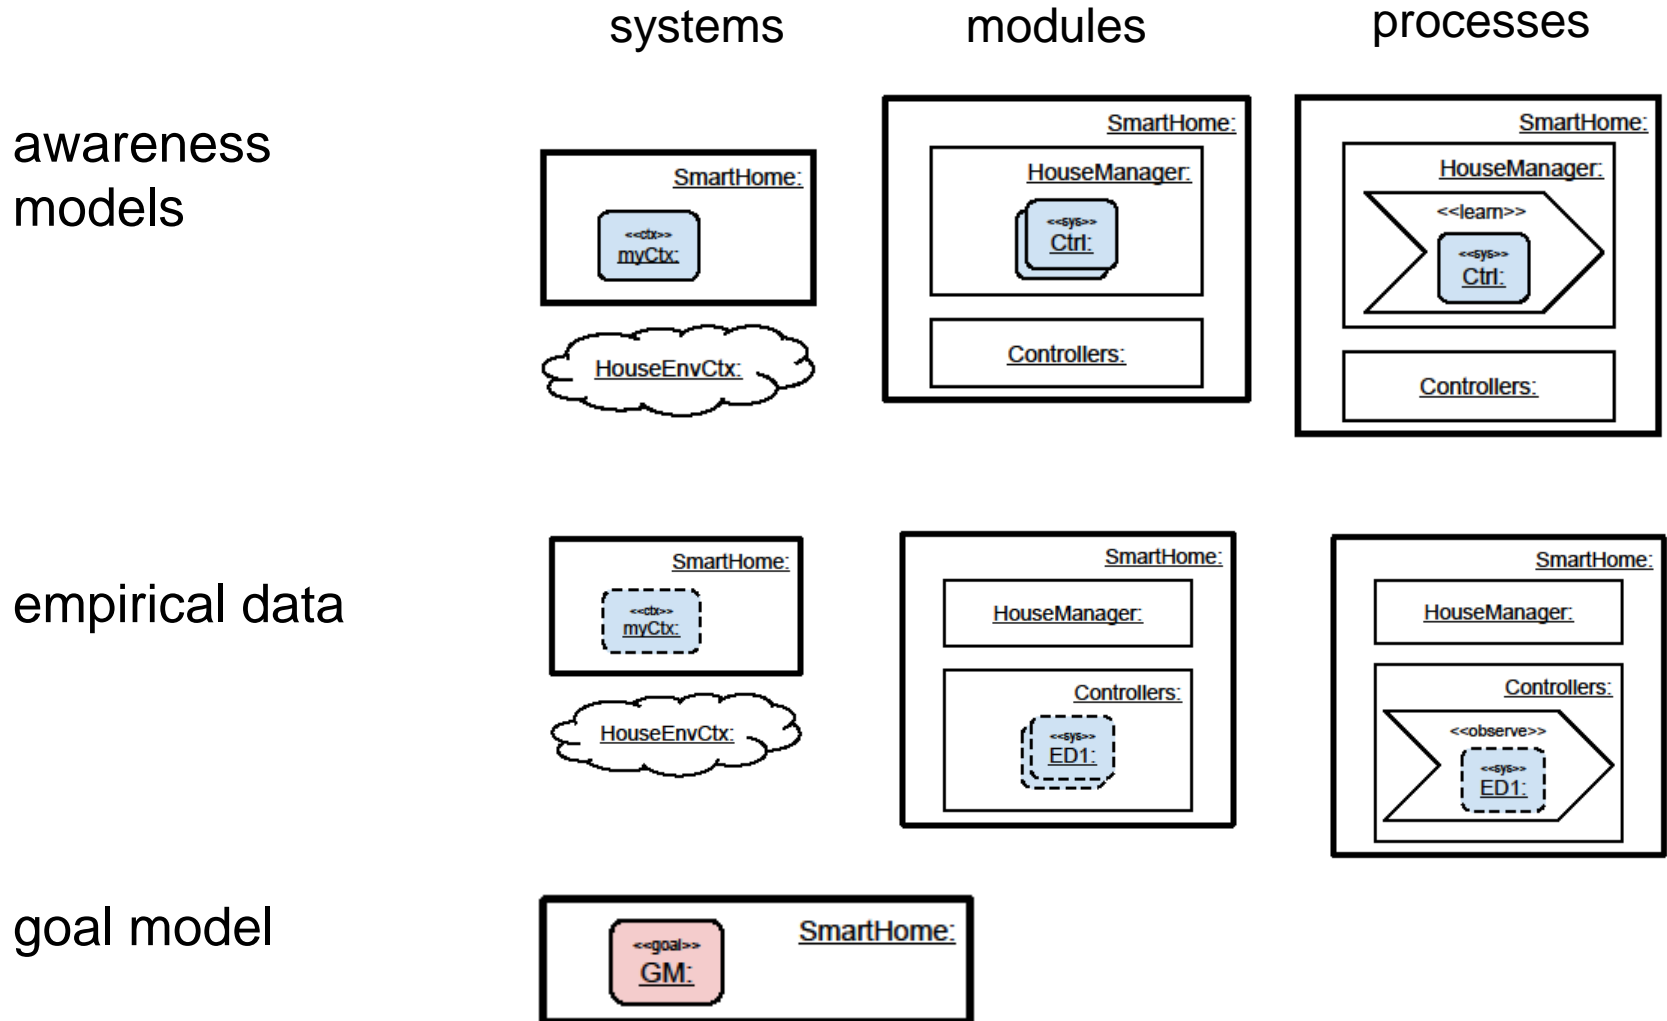 systems
modules
processes
awareness
models
SmartHome:
<<ctx>>
myCtx:
HouseEnvCtx:
SmartHome:
HouseManager:
<<sys>>
Ctrl:
Controllers:
SmartHome:
HouseManager:
<<learn>>
<<sys>>
Ctrl:
Controllers:
empirical data
SmartHome:
<<ctx>>
myCtx:
HouseEnvCtx:
SmartHome:
HouseManager:
Controllers:
<<sys>>
ED1:
SmartHome:
HouseManager:
Controllers:
<<observe>>
<<sys>>
ED1:
goal model
<<goal>>
GM:
SmartHome: